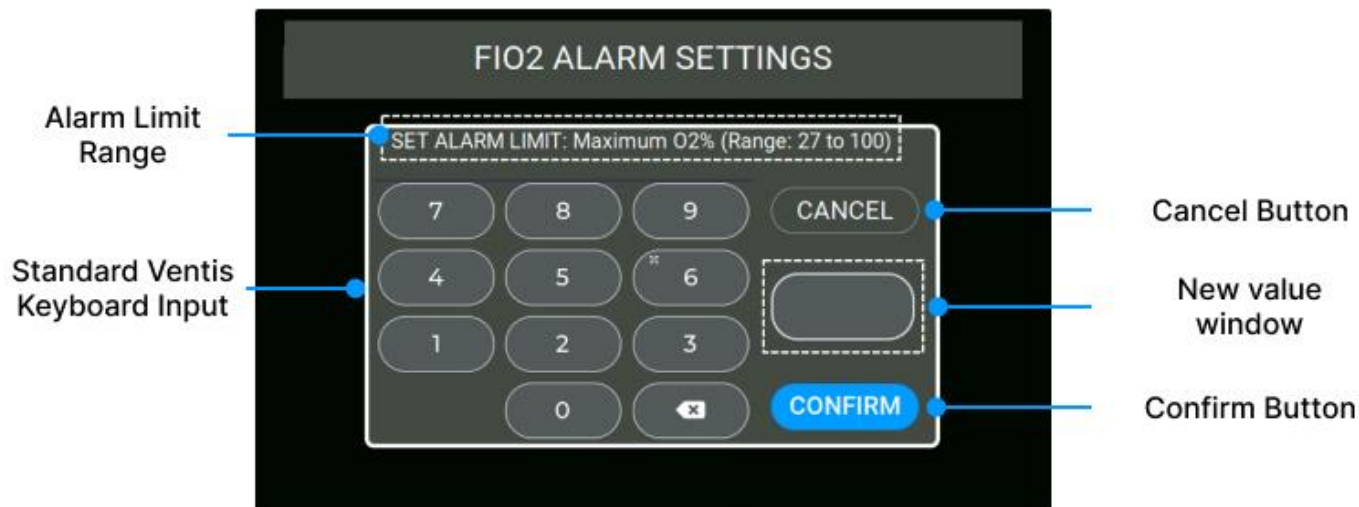 FIO2 ALARM SETTINGS
Alarm Limit
Range
SET ALARM LIMIT: Maximum O2% (Range: 27 to 100)
7 8 9 CANCEL
Cancel Button
Standard Ventis
Keyboard Input
4 5 6
New value
window
1 2 3
0 CONFIRM
Confirm Button